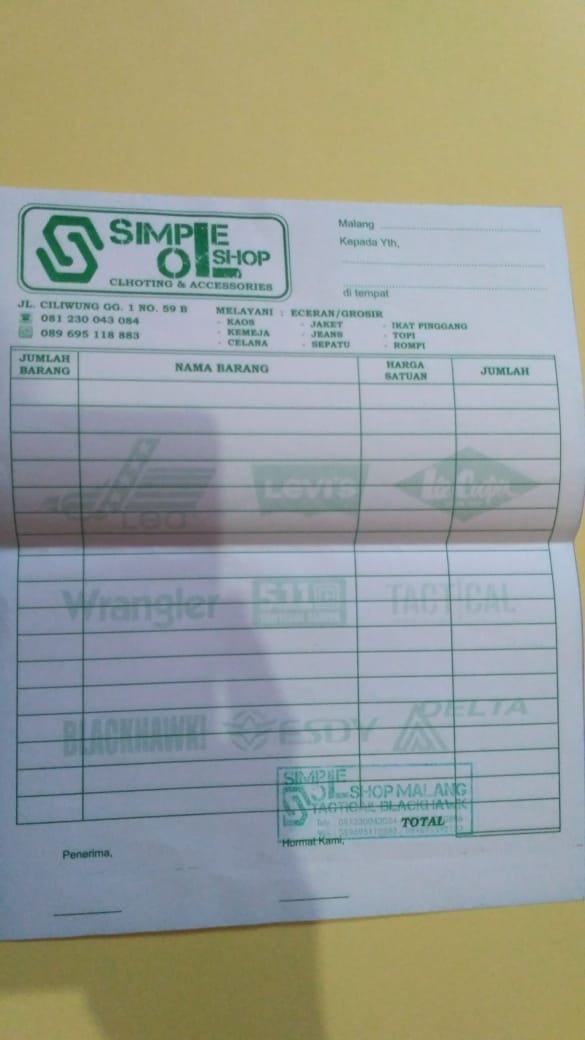 SIMPLE
OL SHOP
CLHOTING & ACCESSORIES
Malang
Kepada Yth,
di tempat
JL. CILIWUNG GG. 1 NO. 59 B
081 230 043 084
089 695 118 883
MELAYANI : ECERAN/GROSIR
- KAOS - JAKET - IKAT PINGGANG
- KEMEJA - JEANS - TOPI
- CELANA - SEPATU - ROMPI
JUMLAH BARANG NAMA BARANG HARGA SATUAN JUMLAH
LEA LEVI'S Lee Cooper
Wrangler 5.11 TACTICAL
BLACKHAWK! ESDY DELTA
SIMPLE
OL SHOP MALANG
TACTICAL BLACKHAWK
TOTAL
Penerima,
Hormat Kami,